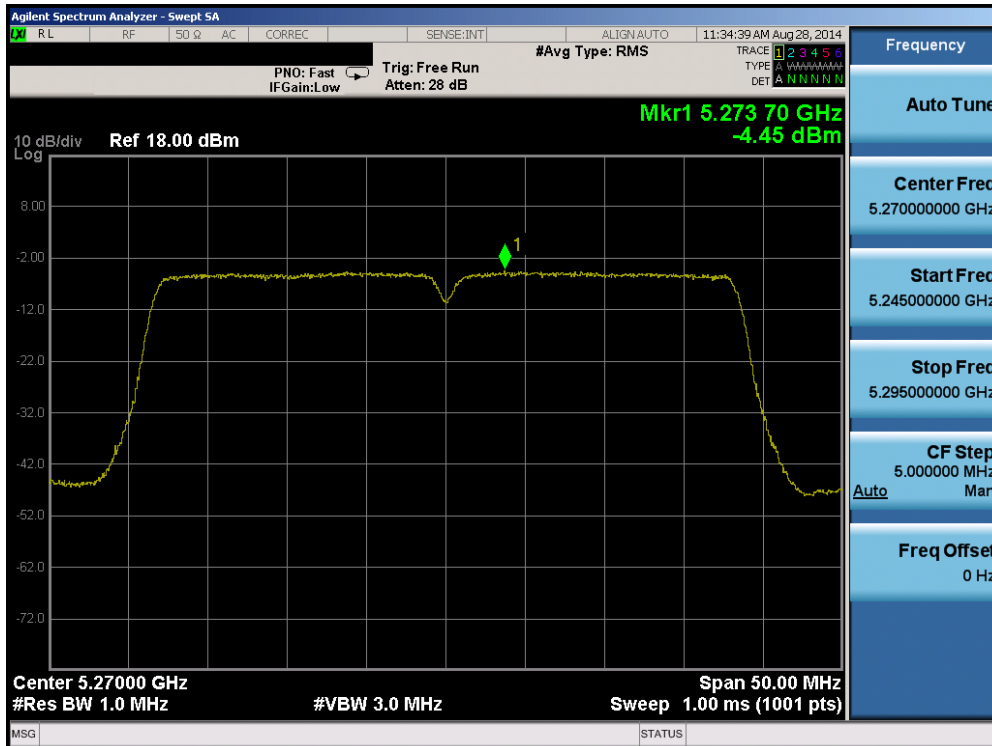 Agilent Spectrum Analyzer - Swept SA
LXI RL RF 50 Ω AC CORREC SENSE:INT ALIGN AUTO 11:34:39 AM Aug 28, 2014
#Avg Type: RMS
TRACE 1 2 3 4 5 6
PNO: Fast Trig: Free Run
TYPE A WWWWW
IFGain:Low Atten: 28 dB
DET A N N N N N
Mkr1 5.273 70 GHz
-4.45 dBm
10 dB/div Ref 18.00 dBm
Log
8.00
1
-2.00
-12.0
-22.0
-32.0
-42.0
-52.0
-62.0
-72.0
Center 5.27000 GHz Span 50.00 MHz
#Res BW 1.0 MHz #VBW 3.0 MHz Sweep 1.00 ms (1001 pts)
MSG STATUS
Frequency
Auto Tune
Center Freq
5.270000000 GHz
Start Freq
5.245000000 GHz
Stop Freq
5.295000000 GHz
CF Step
5.000000 MHz
Auto Man
Freq Offset
0 Hz